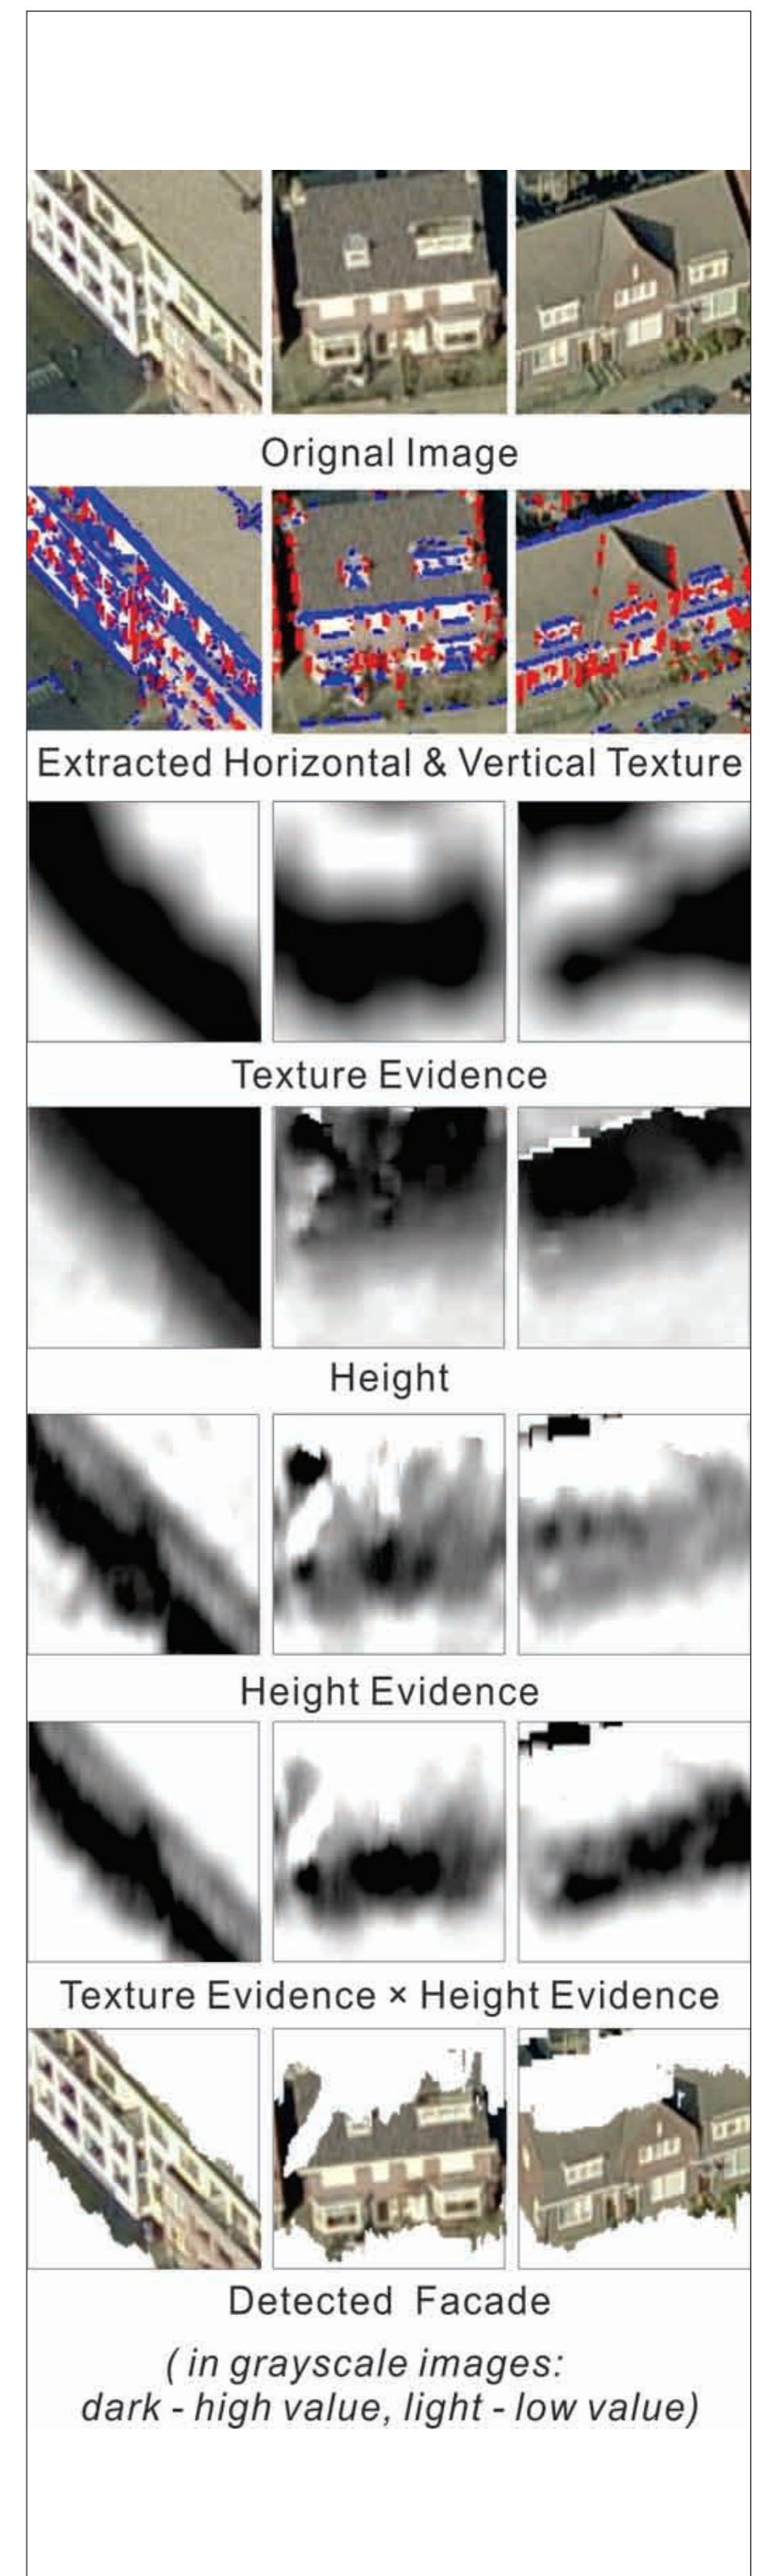 Orignal Image
Extracted Horizontal & Vertical Texture
Texture Evidence
Height
Height Evidence
Texture Evidence × Height Evidence
Detected Facade
( in grayscale images:
dark - high value, light - low value)